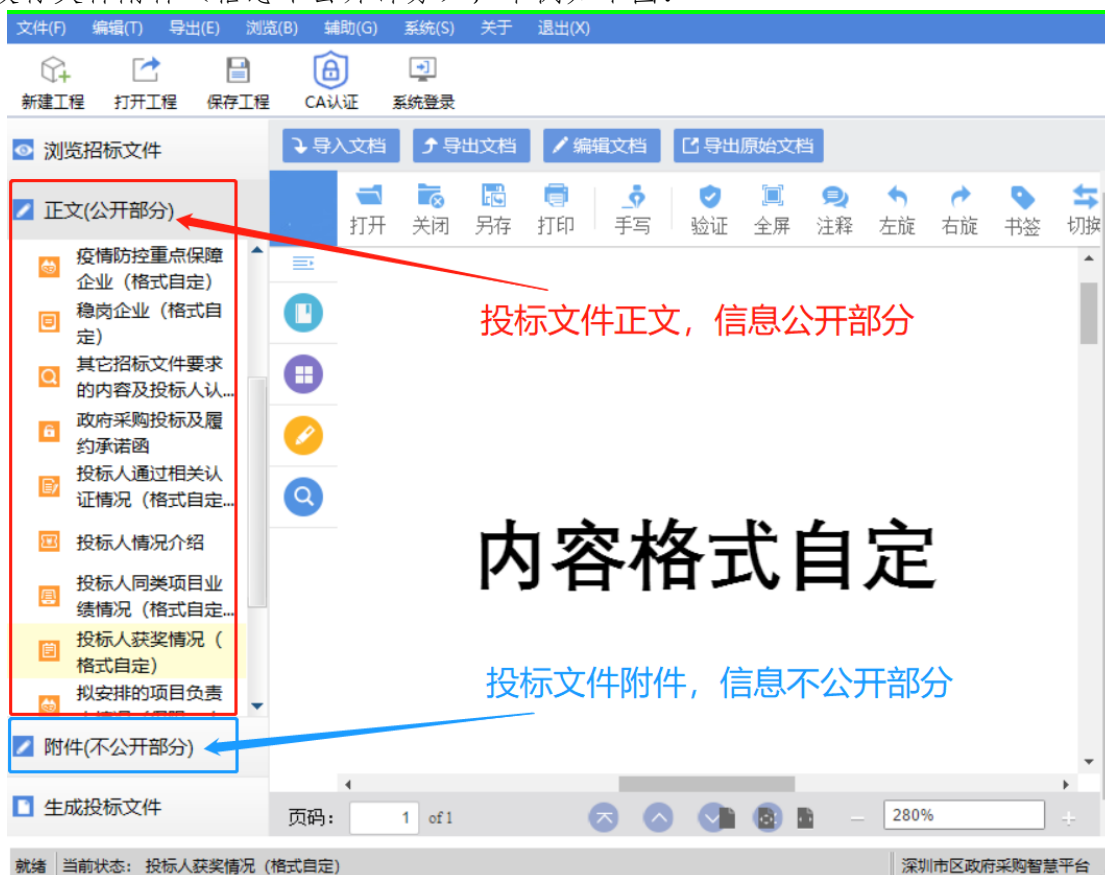 文件(F) 编辑(T) 导出(E) 浏览(B) 辅助(G) 系统(S) 关于 退出(X)
新建工程 打开工程 保存工程 CA认证 系统登录
浏览招标文件
导入文档 导出文档 编辑文档 导出原始文档
正文(公开部分)
打开 关闭 另存 打印 手写 验证 全屏 注释 左旋 右旋 书签 切换
疫情防控重点保障
企业（格式自定）
稳岗企业（格式自
定）
其它招标文件要求
的内容及投标人认...
政府采购投标及履
约承诺函
投标人通过相关认
证情况（格式自定...
投标人情况介绍
投标人同类项目业
绩情况（格式自定...
投标人获奖情况（
格式自定）
拟安排的项目负责
投标文件正文，信息公开部分
内容格式自定
投标文件附件，信息不公开部分
附件(不公开部分)
生成投标文件
页码： 1 of 1 280%
就绪 当前状态： 投标人获奖情况（格式自定） 深圳市区政府采购智慧平台